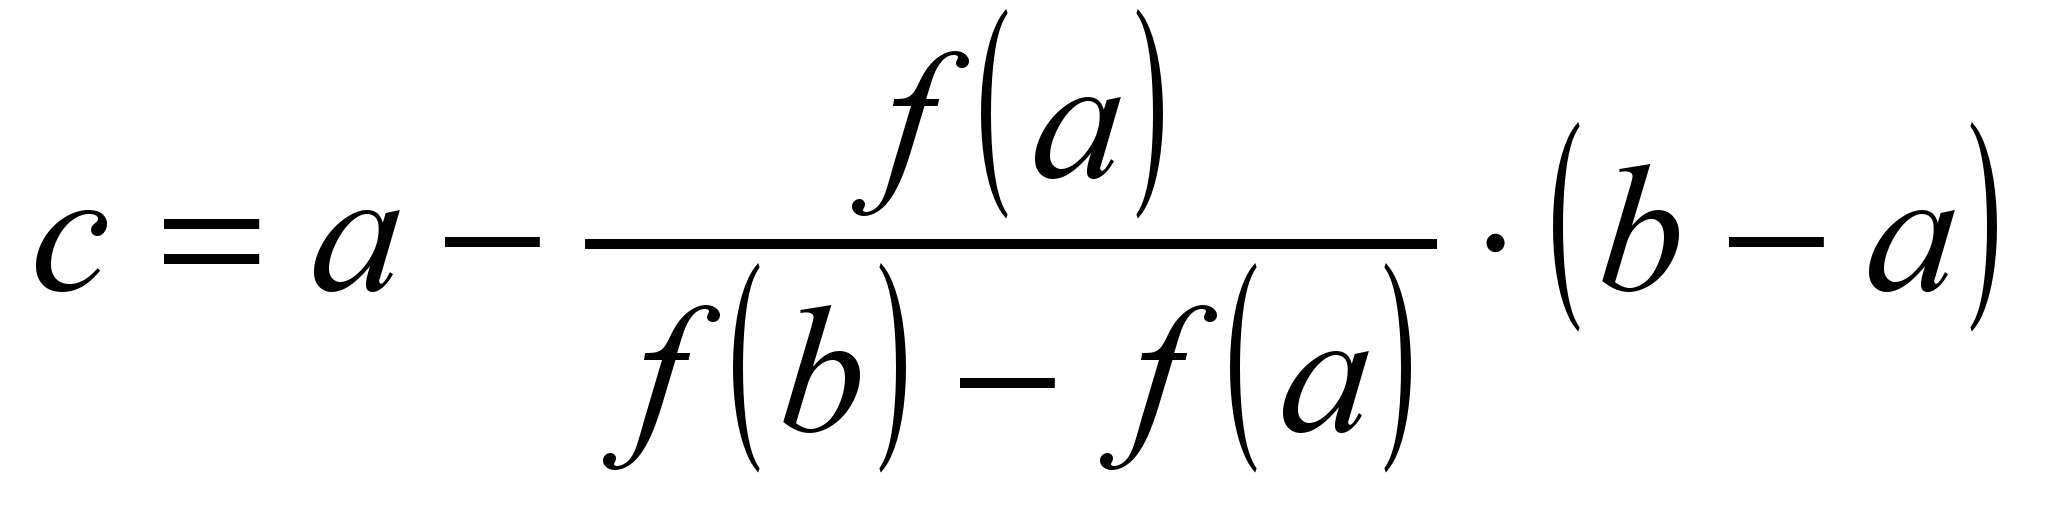 c = a − f(a) / (f(b) − f(a)) · (b − a)